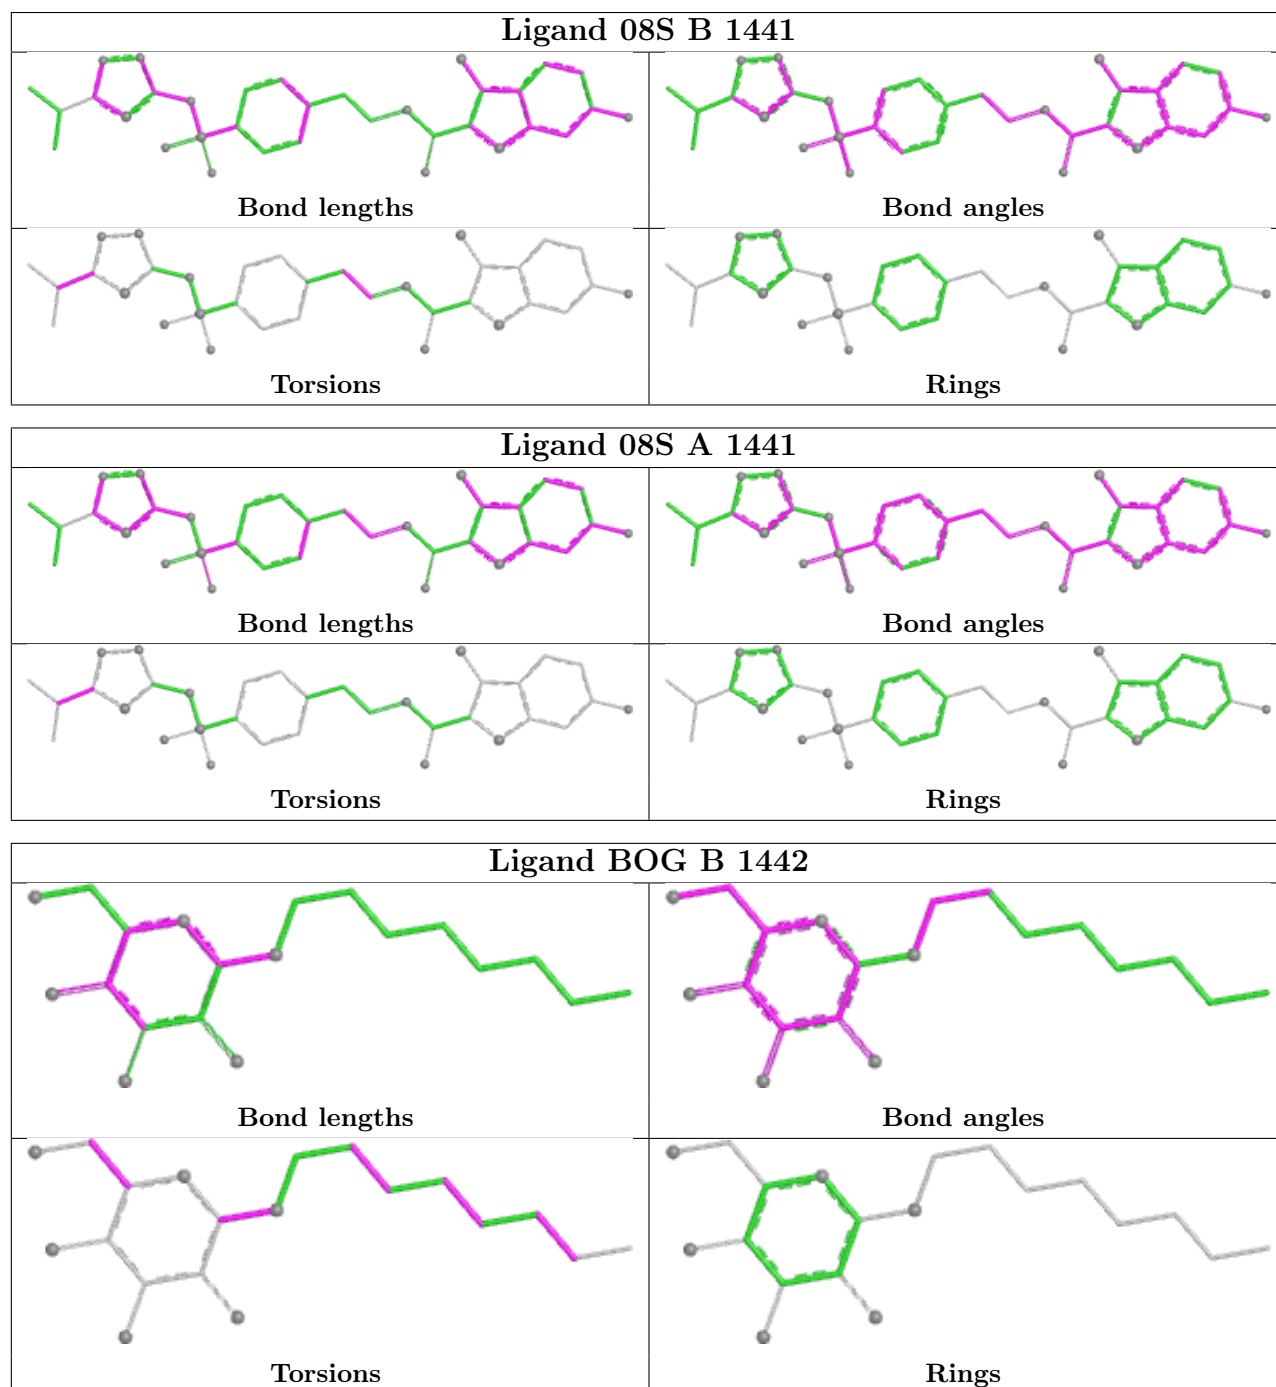 Ligand 08S B 1441
Bond lengths
Bond angles
Torsions
Rings
Ligand 08S A 1441
Bond lengths
Bond angles
Torsions
Rings
Ligand BOG B 1442
Bond lengths
Bond angles
Torsions
Rings